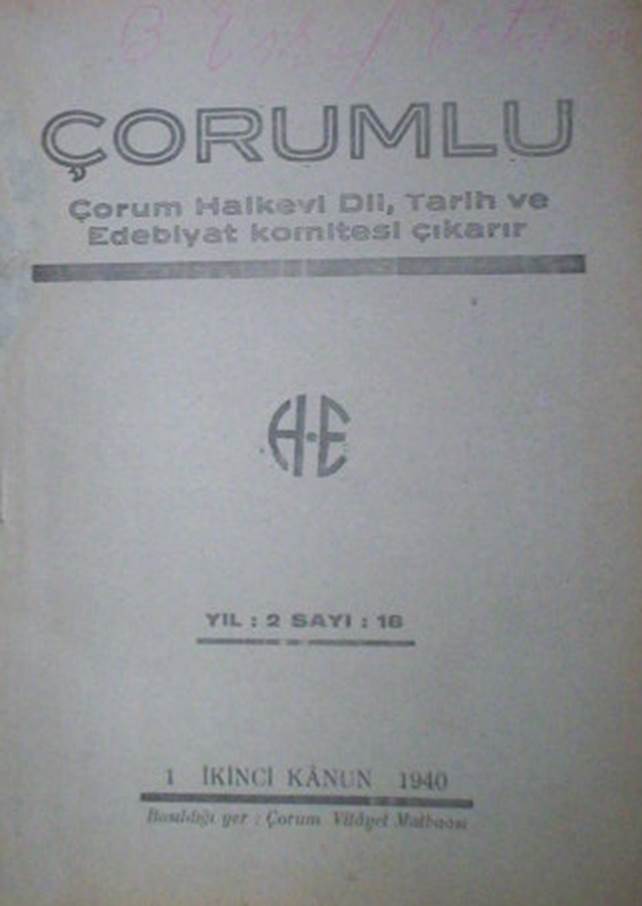 ÇORUMLU
Çorum Halkevi Dil, Tarih ve
Edebiyat komitesi çıkarır
H·E
YIL : 2 SAYI : 18
1 İKİNCİ KÂNUN 1940
Basıldığı yer : Çorum Vilâyet Matbaası